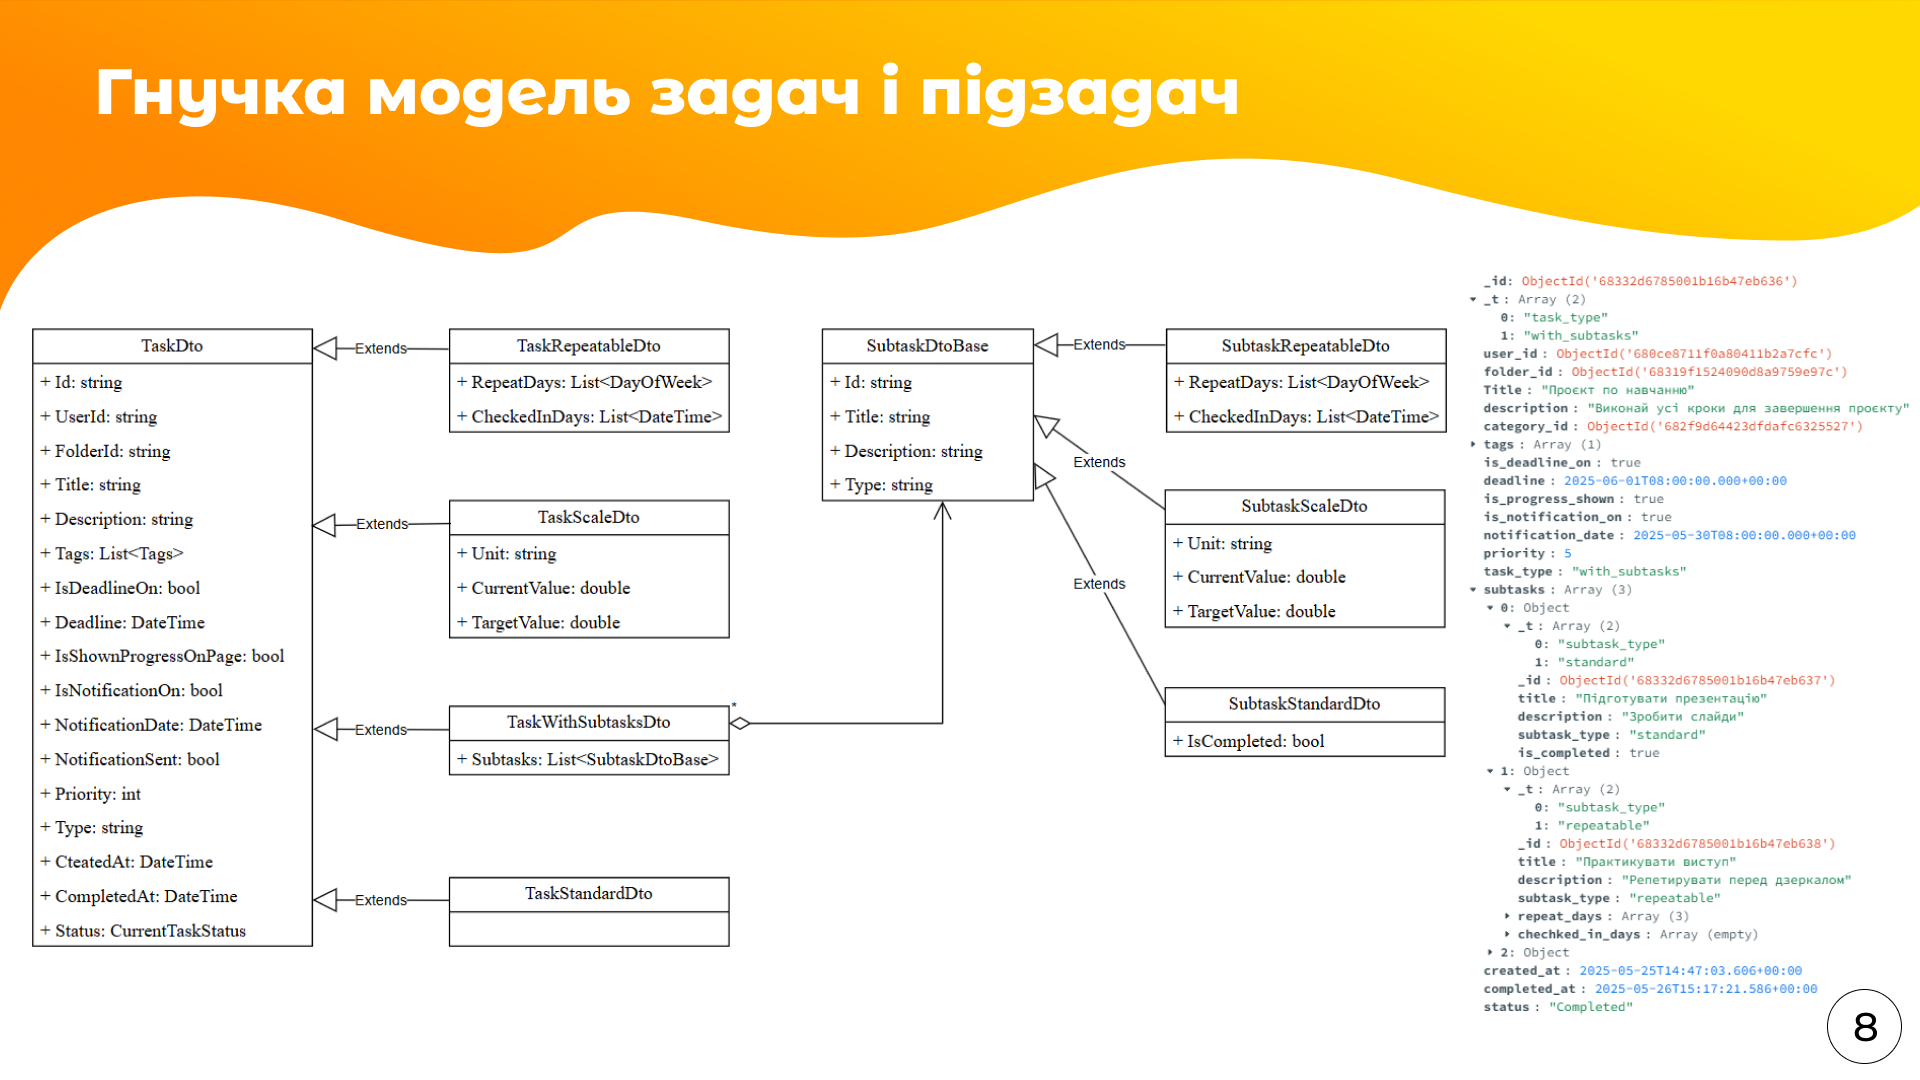 Гнучка модель задач і підзадач
TaskDto
+ Id: string
+ UserId: string
+ FolderId: string
+ Title: string
+ Description: string
+ Tags: List<Tags>
+ IsDeadlineOn: bool
+ Deadline: DateTime
+ IsShownProgressOnPage: bool
+ IsNotificationOn: bool
+ NotificationDate: DateTime
+ NotificationSent: bool
+ Priority: int
+ Type: string
+ CteatedAt: DateTime
+ CompletedAt: DateTime
+ Status: CurrentTaskStatus
Extends
TaskRepeatableDto
+ RepeatDays: List<DayOfWeek>
+ CheckedInDays: List<DateTime>
Extends
TaskScaleDto
+ Unit: string
+ CurrentValue: double
+ TargetValue: double
Extends
TaskWithSubtasksDto
+ Subtasks: List<SubtaskDtoBase>
*
Extends
TaskStandardDto
SubtaskDtoBase
+ Id: string
+ Title: string
+ Description: string
+ Type: string
Extends
SubtaskRepeatableDto
+ RepeatDays: List<DayOfWeek>
+ CheckedInDays: List<DateTime>
Extends
SubtaskScaleDto
+ Unit: string
+ CurrentValue: double
+ TargetValue: double
Extends
SubtaskStandardDto
+ IsCompleted: bool
_id: ObjectId('68332d6785001b16b47eb636')
_t: Array (2)
0: "task_type"
1: "with_subtasks"
user_id: ObjectId('680ce8711f0a80411b2a7cfc')
folder_id: ObjectId('68319f1524090d8a9759e97c')
Title: "Проєкт по навчанню"
description: "Виконай усі кроки для завершення проєкту"
category_id: ObjectId('682f9d64423dfdafc6325527')
tags: Array (1)
is_deadline_on: true
deadline: 2025-06-01T08:00:00.000+00:00
is_progress_shown: true
is_notification_on: true
notification_date: 2025-05-30T08:00:00.000+00:00
priority: 5
task_type: "with_subtasks"
subtasks: Array (3)
0: Object
_t: Array (2)
0: "subtask_type"
1: "standard"
_id: ObjectId('68332d6785001b16b47eb637')
title: "Підготувати презентацію"
description: "Зробити слайди"
subtask_type: "standard"
is_completed: true
1: Object
_t: Array (2)
0: "subtask_type"
1: "repeatable"
_id: ObjectId('68332d6785001b16b47eb638')
title: "Практикувати виступ"
description: "Репетирувати перед дзеркалом"
subtask_type: "repeatable"
repeat_days: Array (3)
chechked_in_days: Array (empty)
2: Object
created_at: 2025-05-25T14:47:03.606+00:00
completed_at: 2025-05-26T15:17:21.586+00:00
status: "Completed"
8